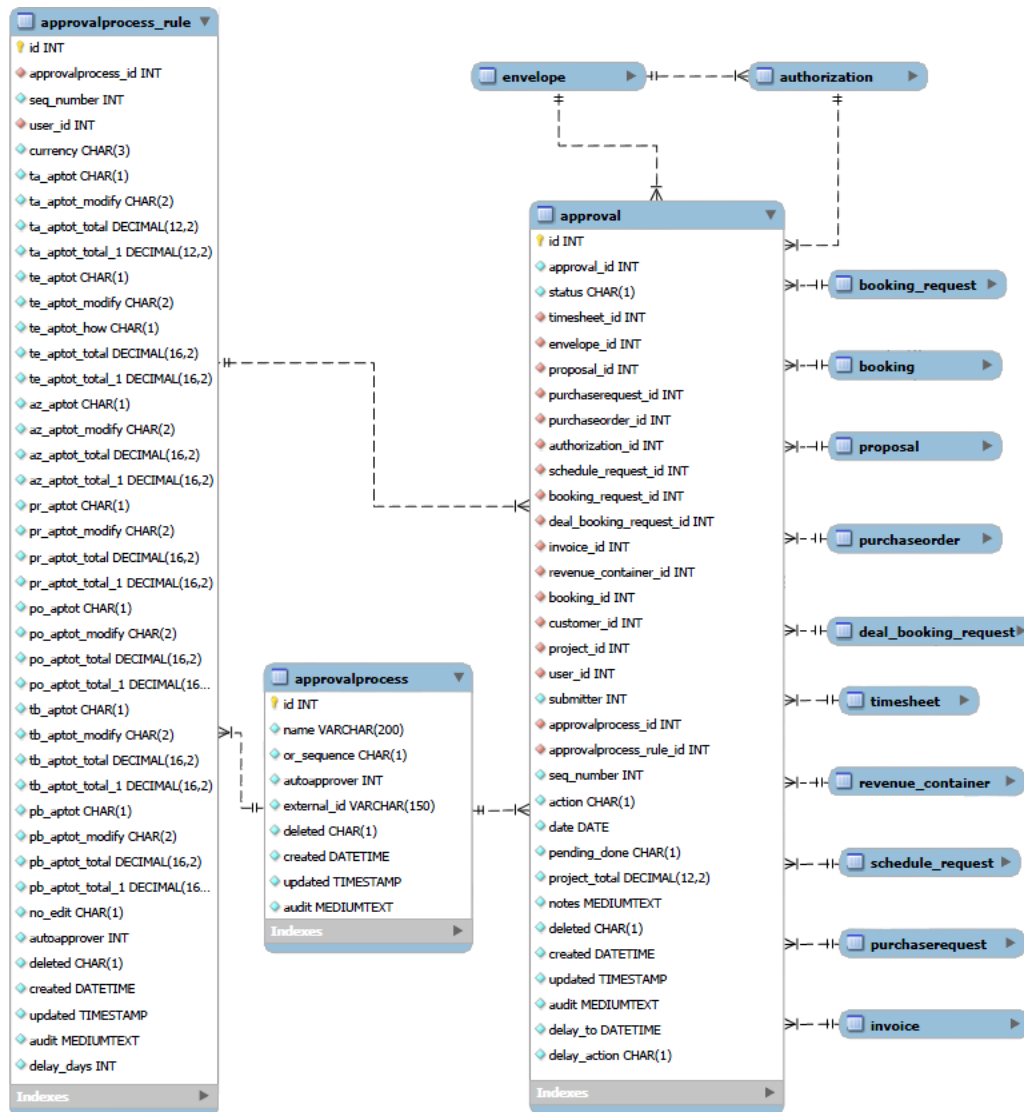 approvalprocess_rule
id INT
approvalprocess_id INT
seq_number INT
user_id INT
currency CHAR(3)
ta_aptot CHAR(1)
ta_aptot_modify CHAR(2)
ta_aptot_total DECIMAL(12,2)
ta_aptot_total_1 DECIMAL(12,2)
te_aptot CHAR(1)
te_aptot_modify CHAR(2)
te_aptot_how CHAR(1)
te_aptot_total DECIMAL(16,2)
te_aptot_total_1 DECIMAL(16,2)
az_aptot CHAR(1)
az_aptot_modify CHAR(2)
az_aptot_total DECIMAL(16,2)
az_aptot_total_1 DECIMAL(16,2)
pr_aptot CHAR(1)
pr_aptot_modify CHAR(2)
pr_aptot_total DECIMAL(16,2)
pr_aptot_total_1 DECIMAL(16,2)
po_aptot CHAR(1)
po_aptot_modify CHAR(2)
po_aptot_total DECIMAL(16,2)
po_aptot_total_1 DECIMAL(16...
tb_aptot CHAR(1)
tb_aptot_modify CHAR(2)
tb_aptot_total DECIMAL(16,2)
tb_aptot_total_1 DECIMAL(16,2)
pb_aptot CHAR(1)
pb_aptot_modify CHAR(2)
pb_aptot_total DECIMAL(16,2)
pb_aptot_total_1 DECIMAL(16...
no_edit CHAR(1)
autoapprover INT
deleted CHAR(1)
created DATETIME
updated TIMESTAMP
audit MEDIUMTEXT
delay_days INT
Indexes
approvalprocess
id INT
name VARCHAR(200)
or_sequence CHAR(1)
autoapprover INT
external_id VARCHAR(150)
deleted CHAR(1)
created DATETIME
updated TIMESTAMP
audit MEDIUMTEXT
Indexes
envelope
authorization
approval
id INT
approval_id INT
status CHAR(1)
timesheet_id INT
envelope_id INT
proposal_id INT
purchaserequest_id INT
purchaseorder_id INT
authorization_id INT
schedule_request_id INT
booking_request_id INT
deal_booking_request_id INT
invoice_id INT
revenue_container_id INT
booking_id INT
customer_id INT
project_id INT
user_id INT
submitter INT
approvalprocess_id INT
approvalprocess_rule_id INT
seq_number INT
action CHAR(1)
date DATE
pending_done CHAR(1)
project_total DECIMAL(12,2)
notes MEDIUMTEXT
deleted CHAR(1)
created DATETIME
updated TIMESTAMP
audit MEDIUMTEXT
delay_to DATETIME
delay_action CHAR(1)
Indexes
booking_request
booking
proposal
purchaseorder
deal_booking_request
timesheet
revenue_container
schedule_request
purchaserequest
invoice